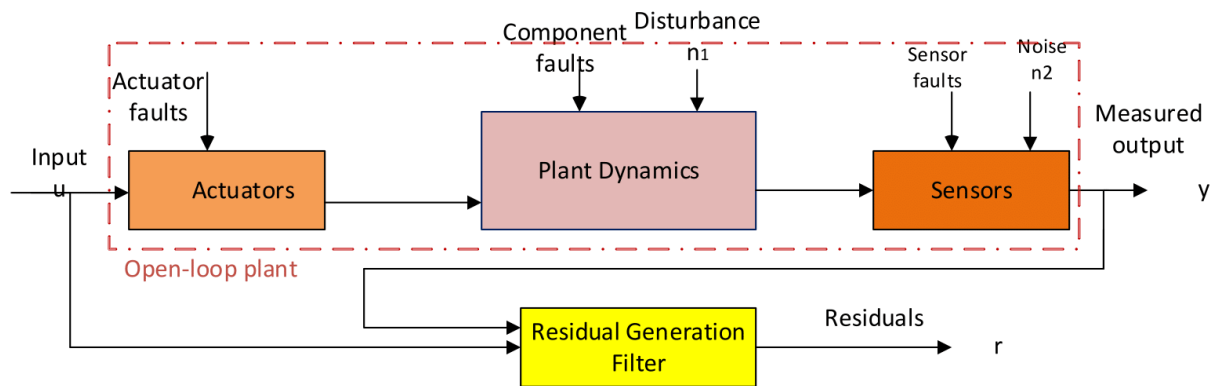 Disturbance
n1
Component
faults
Noise
n2
Sensor
faults
Actuator
faults
Measured
output
Input
u
Actuators
Plant Dynamics
Sensors
y
Open-loop plant
Residual Generation
Filter
Residuals
r